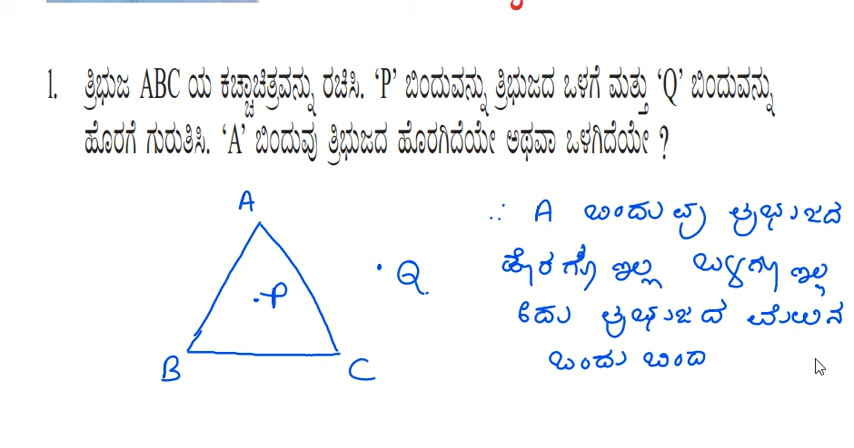 1. ತ್ರಿಭುಜ ABC ಯ ಕಚ್ಚಾಚಿತ್ರವನ್ನು ರಚಿಸಿ. ‘P’ ಬಿಂದುವನ್ನು ತ್ರಿಭುಜದ ಒಳಗೆ ಮತ್ತು ‘Q’ ಬಿಂದುವನ್ನು
ಹೊರಗೆ ಗುರುತಿಸಿ. ‘A’ ಬಿಂದುವು ತ್ರಿಭುಜದ ಹೊರಗಿದೆಯೇ ಅಥವಾ ಒಳಗಿದೆಯೇ ?
A
∴ A ಬಿಂದುವು ತ್ರಿಭುಜದ
ಹೊರಗೂ ಇಲ್ಲ ಒಳಗೂ ಇಲ್ಲ
Q
P
ಇದು ತ್ರಿಭುಜದ ಮೇಲಿನ
ಒಂದು ಬಿಂದು
B
C